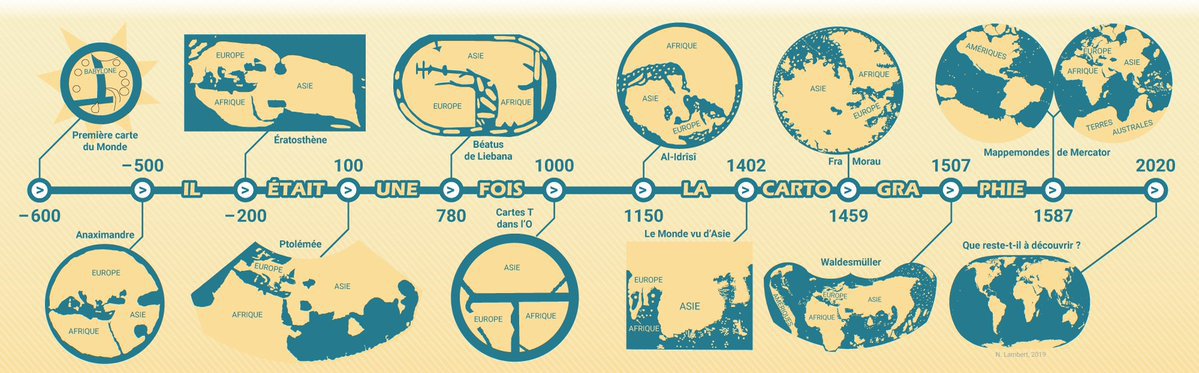 BABYLONE
Première carte
du Monde
EUROPE
AFRIQUE
ASIE
Ératosthène
ASIE
EUROPE
AFRIQUE
Béatus
de Liebana
AFRIQUE
ASIE
EUROPE
Al-Idrîsî
ASIE
AFRIQUE
EUROPE
Fra Morau
AMÉRIQUES
EUROPE
AFRIQUE
ASIE
TERRES
AUSTRALES
Mappemondes de Mercator
−500
100
1000
1402
1507
2020
IL ÉTAIT UNE FOIS LA CARTO GRA PHIE
−600
−200
780
1150
1459
1587
Anaximandre
EUROPE
AFRIQUE
ASIE
Ptolémée
EUROPE
ASIE
AFRIQUE
Cartes T
dans l'O
ASIE
EUROPE
AFRIQUE
Le Monde vu d'Asie
EUROPE
ASIE
AFRIQUE
Waldesmüller
AMÉRIQUES
EUROPE
ASIE
AFRIQUE
Que reste-t-il à découvrir ?
N. Lambert, 2019